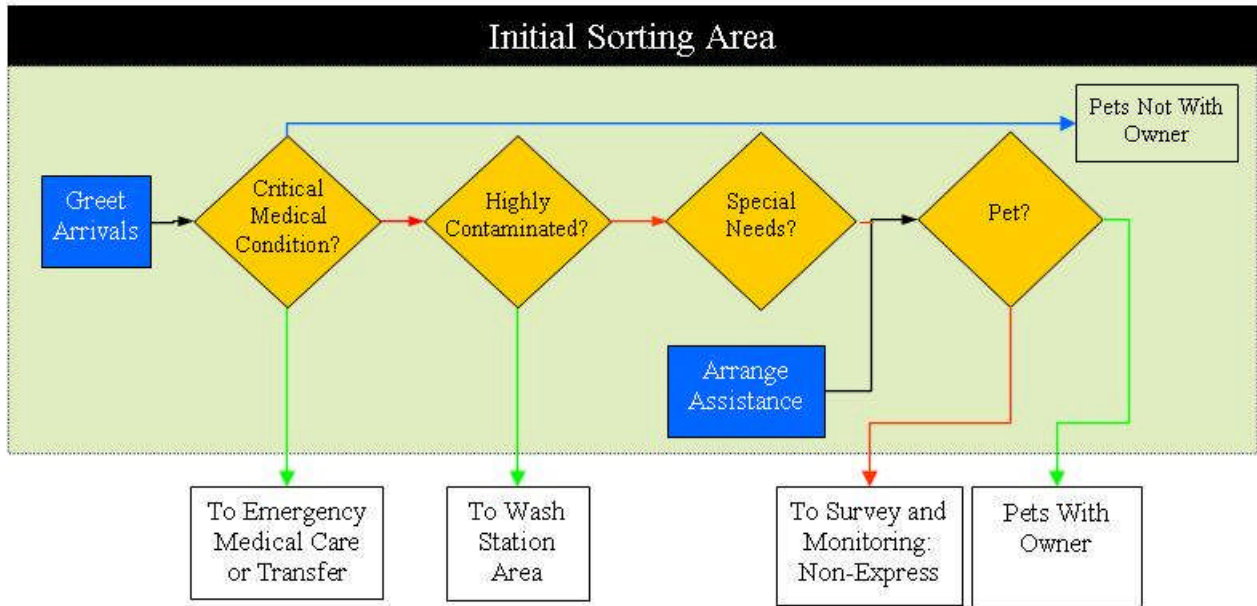 Initial Sorting Area
Pets Not With
Owner
Greet
Arrivals
Critical
Medical
Condition?
Highly
Contaminated?
Special
Needs?
Pet?
Arrange
Assistance
To Emergency
Medical Care
or Transfer
To Wash
Station
Area
To Survey and
Monitoring:
Non-Express
Pets With
Owner